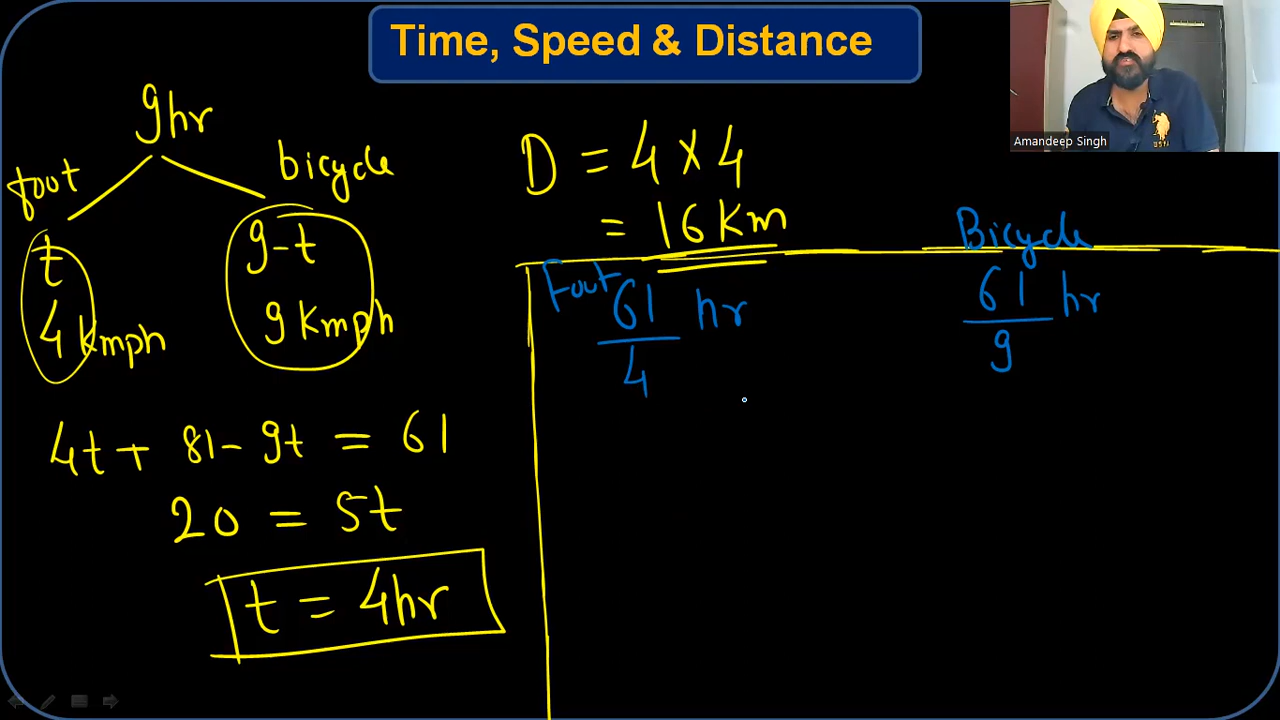 Time, Speed & Distance
Amandeep Singh
9hr
foot
bicycle
t
9-t
4 Kmph
9 Kmph
4t + 81 - 9t = 61
20 = 5t
t = 4hr
D = 4 × 4
= 16 Km
Foot
61/4 hr
Bicycle
61/9 hr